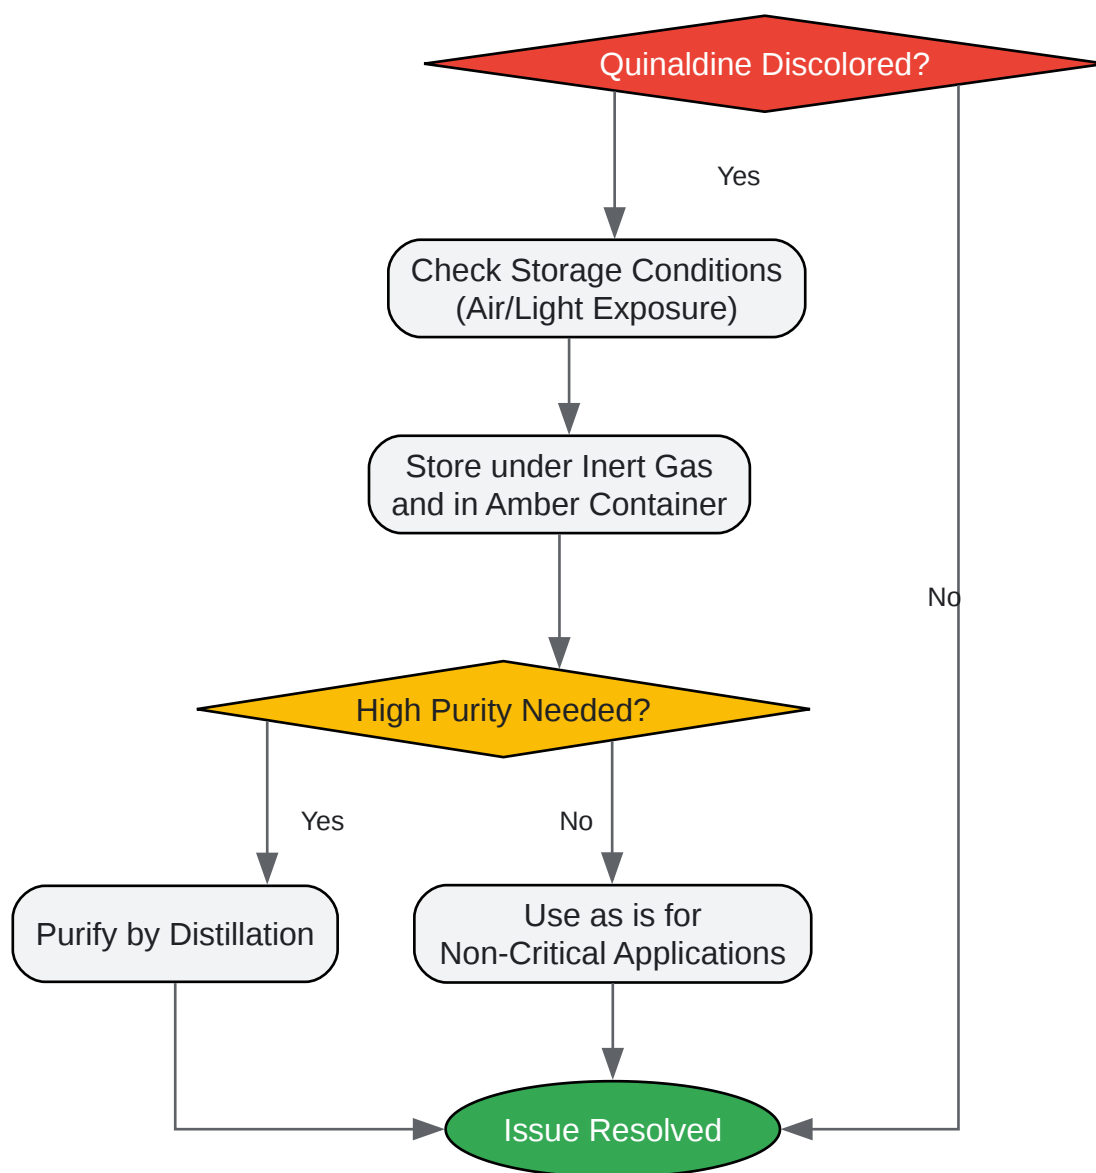 Quinaldine Discolored?
Yes
Check Storage Conditions
(Air/Light Exposure)
Store under Inert Gas
and in Amber Container
No
High Purity Needed?
Yes
No
Purify by Distillation
Use as is for
Non-Critical Applications
Issue Resolved